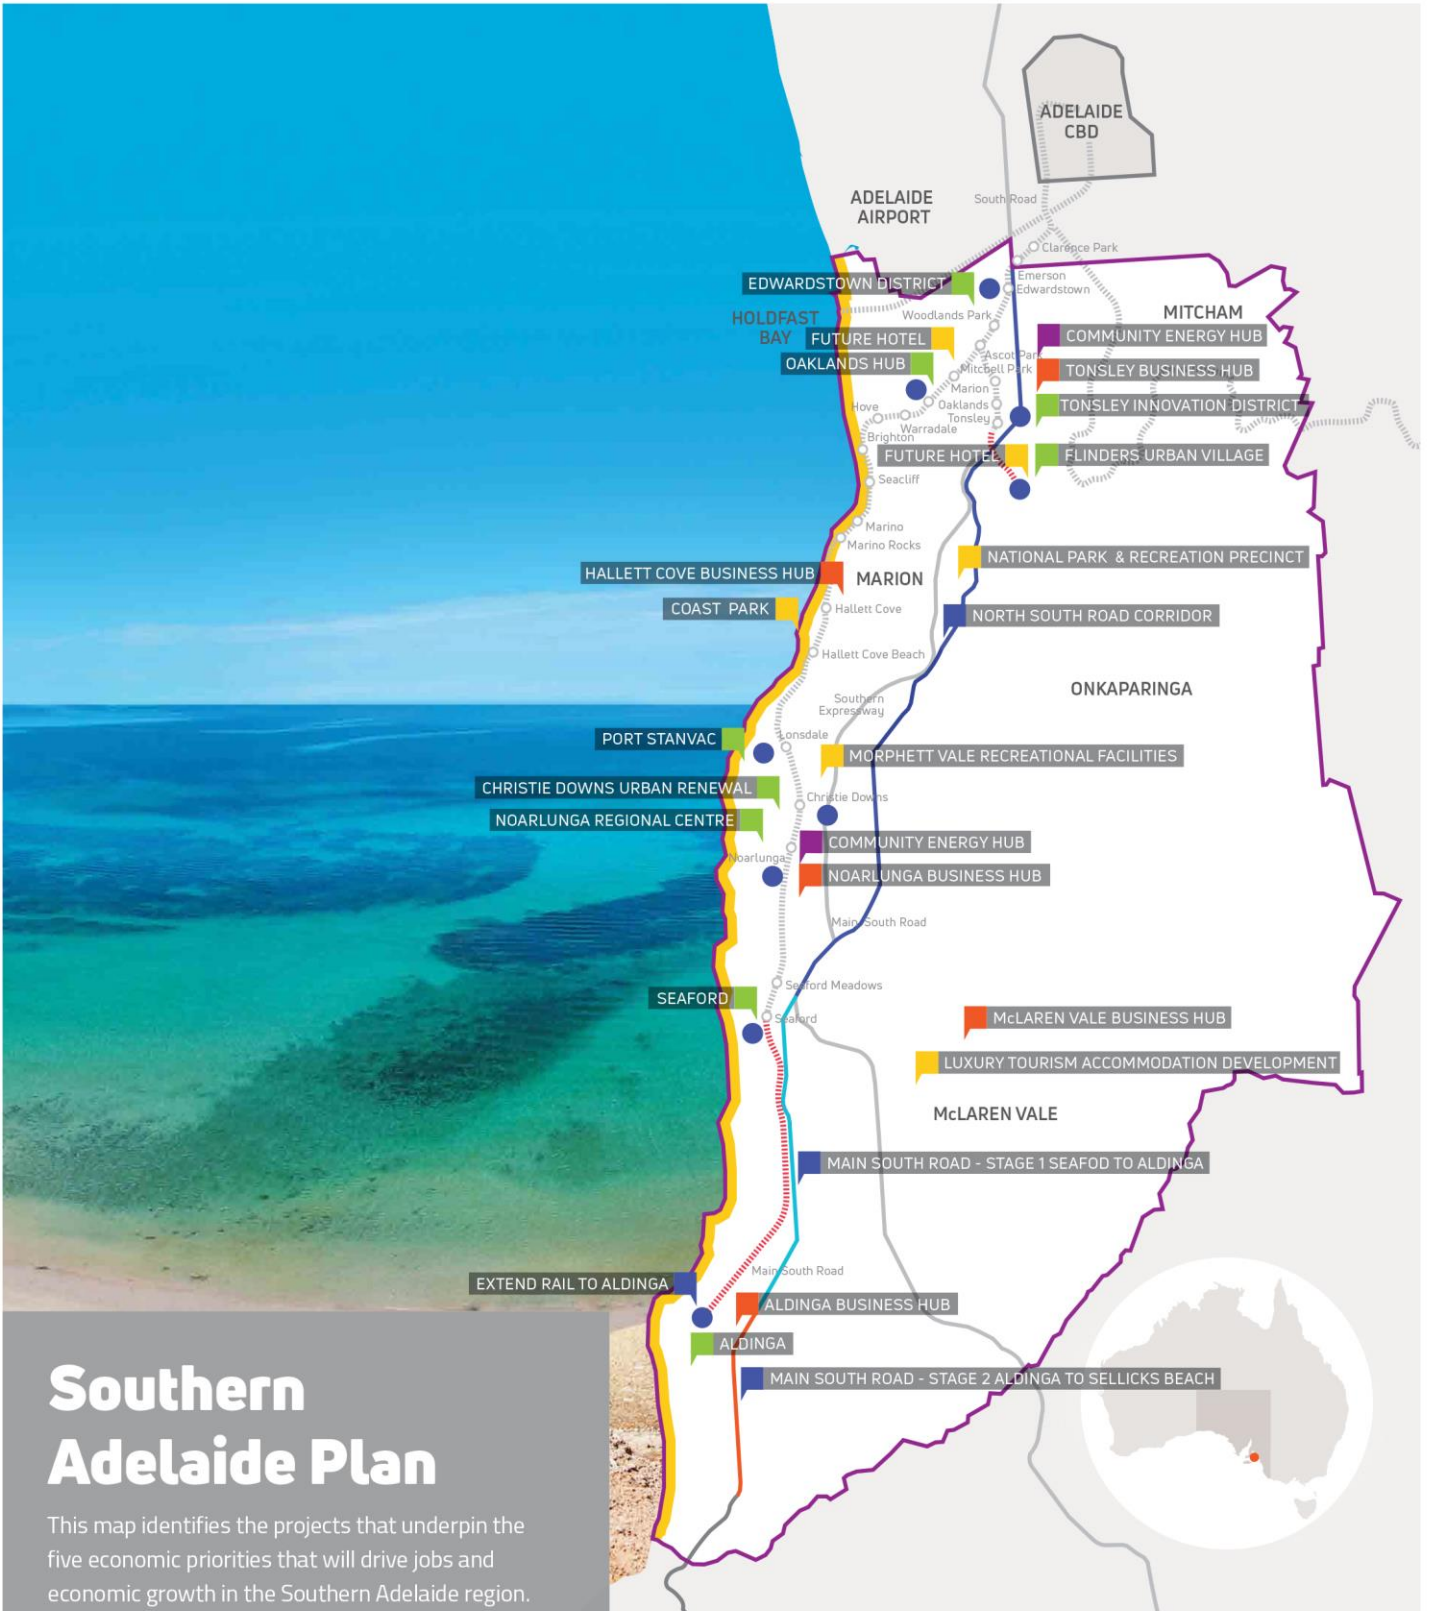 ADELAIDE
CBD
ADELAIDE
AIRPORT
South Road
Clarence Park
Emerson
Edwardstown
EDWARDSTOWN DISTRICT
Woodlands Park
MITCHAM
HOLDFAST
BAY
FUTURE HOTEL
COMMUNITY ENERGY HUB
OAKLANDS HUB
Ascot Park
Mitchell Park
TONSLEY BUSINESS HUB
Marion
Hove
Oaklands
TONSLEY INNOVATION DISTRICT
Tonsley
Warradale
Brighton
FUTURE HOTEL
FLINDERS URBAN VILLAGE
Seacliff
Marino
Marino Rocks
NATIONAL PARK & RECREATION PRECINCT
HALLETT COVE BUSINESS HUB
MARION
COAST PARK
Hallett Cove
NORTH SOUTH ROAD CORRIDOR
Hallett Cove Beach
ONKAPARINGA
Southern
Expressway
PORT STANVAC
Lonsdale
MORPHETT VALE RECREATIONAL FACILITIES
CHRISTIE DOWNS URBAN RENEWAL
Christie Downs
NOARLUNGA REGIONAL CENTRE
COMMUNITY ENERGY HUB
Noarlunga
NOARLUNGA BUSINESS HUB
Main South Road
Seaford Meadows
SEAFORD
Seaford
McLAREN VALE BUSINESS HUB
LUXURY TOURISM ACCOMMODATION DEVELOPMENT
McLAREN VALE
MAIN SOUTH ROAD - STAGE 1 SEAFOD TO ALDINGA
Main South Road
EXTEND RAIL TO ALDINGA
ALDINGA BUSINESS HUB
ALDINGA
MAIN SOUTH ROAD - STAGE 2 ALDINGA TO SELLICKS BEACH
Southern
Adelaide Plan
This map identifies the projects that underpin the
five economic priorities that will drive jobs and
economic growth in the Southern Adelaide region.